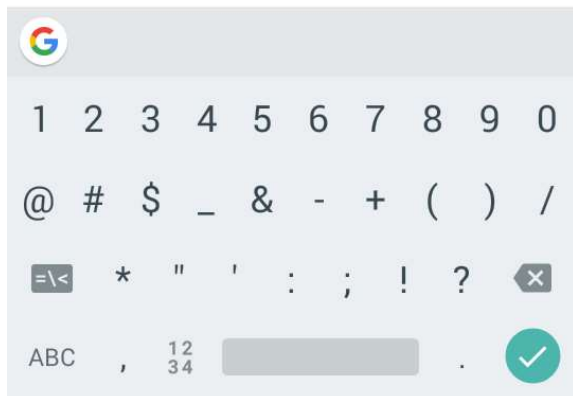 G
1 2 3 4 5 6 7 8 9 0
@ # $ _ & - + ( ) /
=\< * " ' : ; ! ?
ABC , 12 34 .